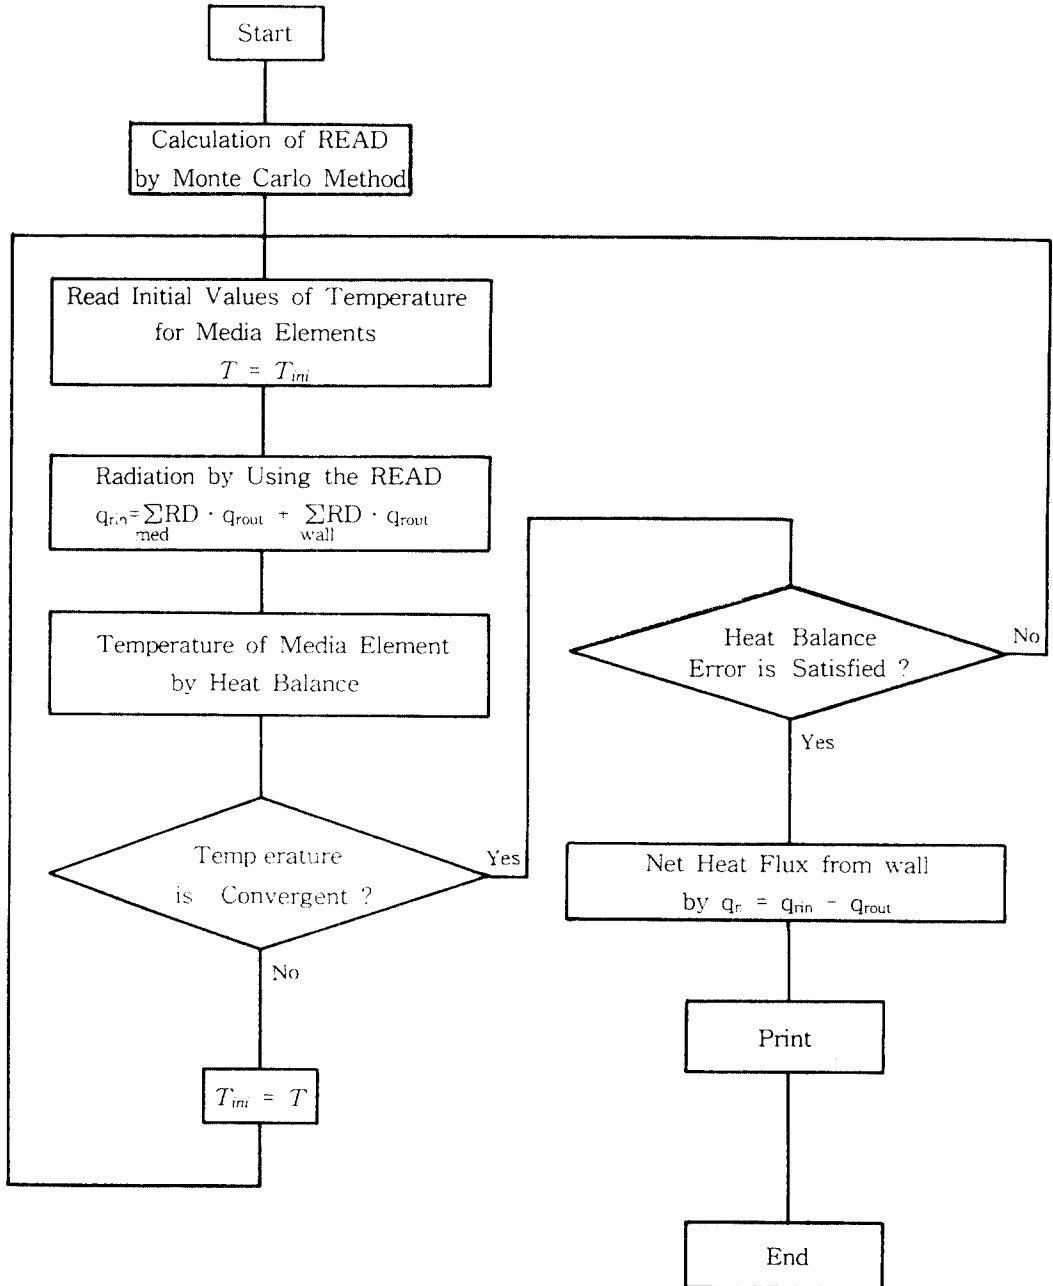 Start
Calculation of READ
by Monte Carlo Method
Read Initial Values of Temperature
for Media Elements
T = Tini
Radiation by Using the READ
qrin=∑RD · qrout + ∑RD · qrout
med wall
Temperature of Media Element
by Heat Balance
Temperature
is Convergent ?
Yes
No
Tini = T
Heat Balance
Error is Satisfied ?
No
Yes
Net Heat Flux from wall
by qr = qrin - qrout
Print
End